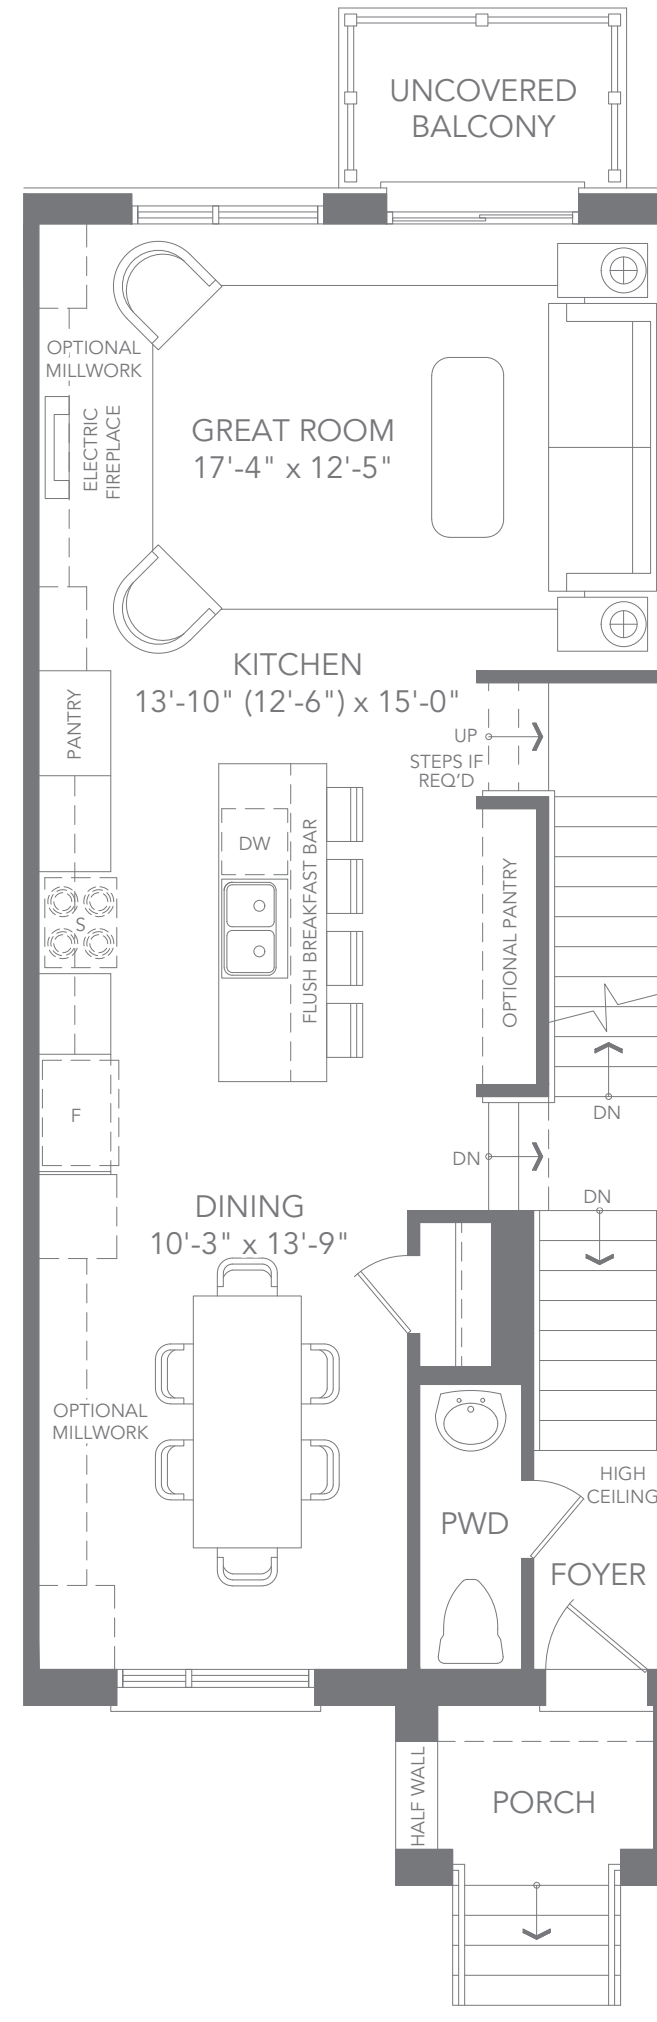 UNCOVERED
BALCONY
OPTIONAL
MILLWORK
ELECTRIC
FIREPLACE
GREAT ROOM
17'-4" x 12'-5"
KITCHEN
13'-10" (12'-6") x 15'-0"
PANTRY
UP
STEPS IF
REQ'D
DW
FLUSH BREAKFAST BAR
S
OPTIONAL PANTRY
F
DN
DN
DN
DINING
10'-3" x 13'-9"
OPTIONAL
MILLWORK
HIGH
CEILING
PWD
FOYER
HALF WALL
PORCH